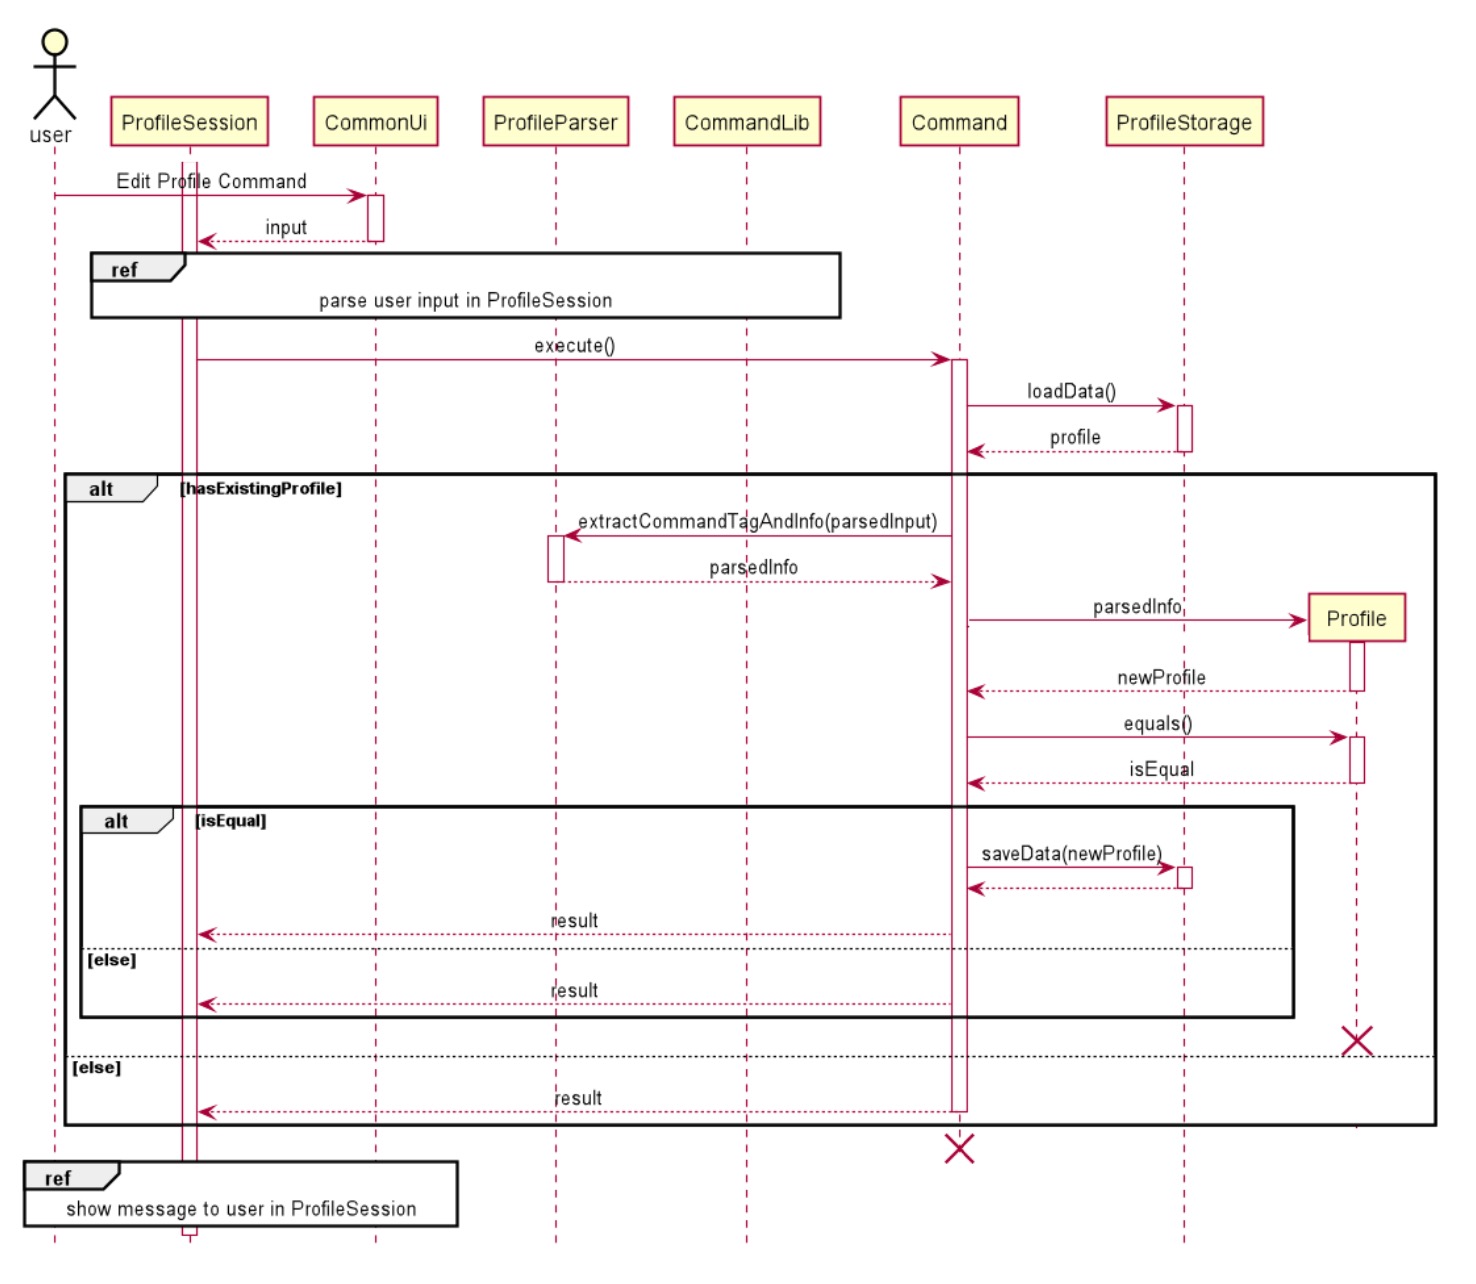 user
ProfileSession
CommonUi
ProfileParser
CommandLib
Command
ProfileStorage
Edit Profile Command
input
ref
parse user input in ProfileSession
execute()
loadData()
profile
alt
[hasExistingProfile]
extractCommandTagAndInfo(parsedInput)
parsedInfo
parsedInfo
Profile
newProfile
equals()
isEqual
alt
[isEqual]
saveData(newProfile)
result
[else]
result
[else]
result
ref
show message to user in ProfileSession